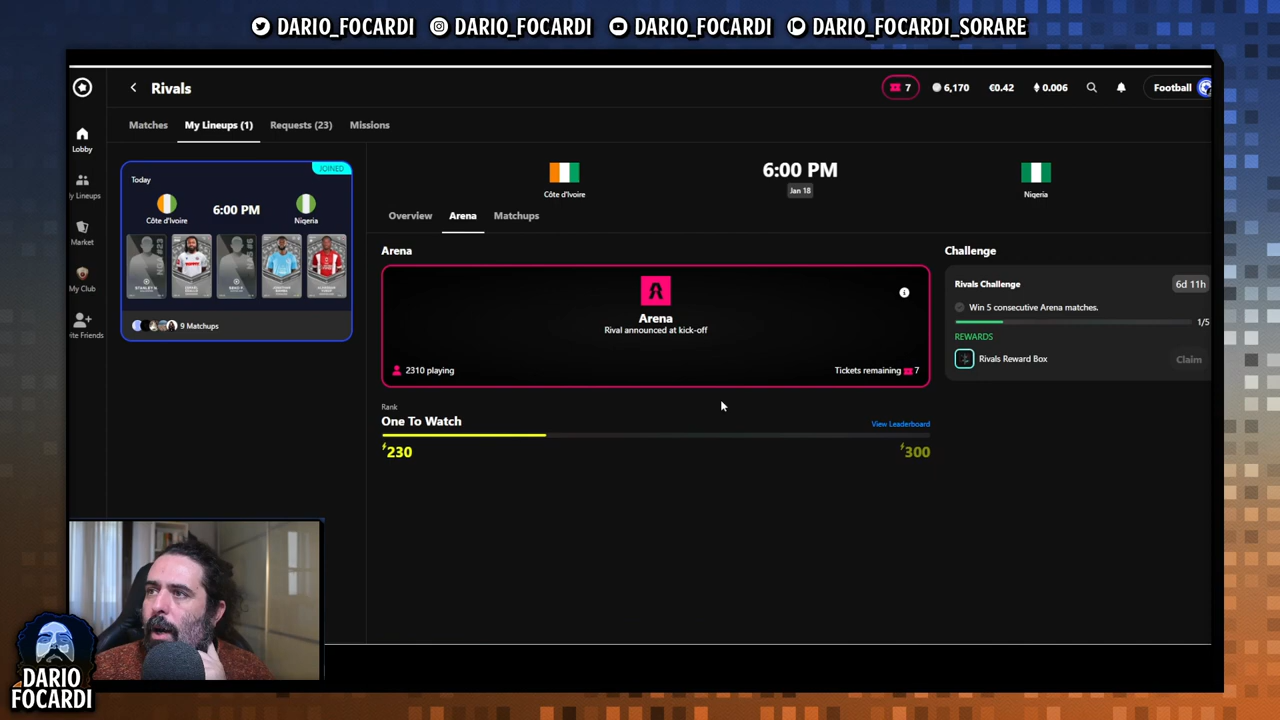 DARIO_FOCARDI DARIO_FOCARDI DARIO_FOCARDI DARIO_FOCARDI_SORARE
Rivals
7 6,170 €0.42 0.006 Football
Matches My Lineups (1) Requests (23) Missions
Lobby
y Lineups
Market
My Club
ite Friends
JOINED
Today
6:00 PM
Côte d'Ivoire Nigeria
9 Matchups
Côte d'Ivoire
6:00 PM
Jan 18
Nigeria
Overview Arena Matchups
Arena
Arena
Rival announced at kick-off
2310 playing Tickets remaining 7
Rank
One To Watch View Leaderboard
230 300
Challenge
Rivals Challenge 6d 11h
Win 5 consecutive Arena matches.
1/5
REWARDS
Rivals Reward Box Claim
DARIO
FOCARDI